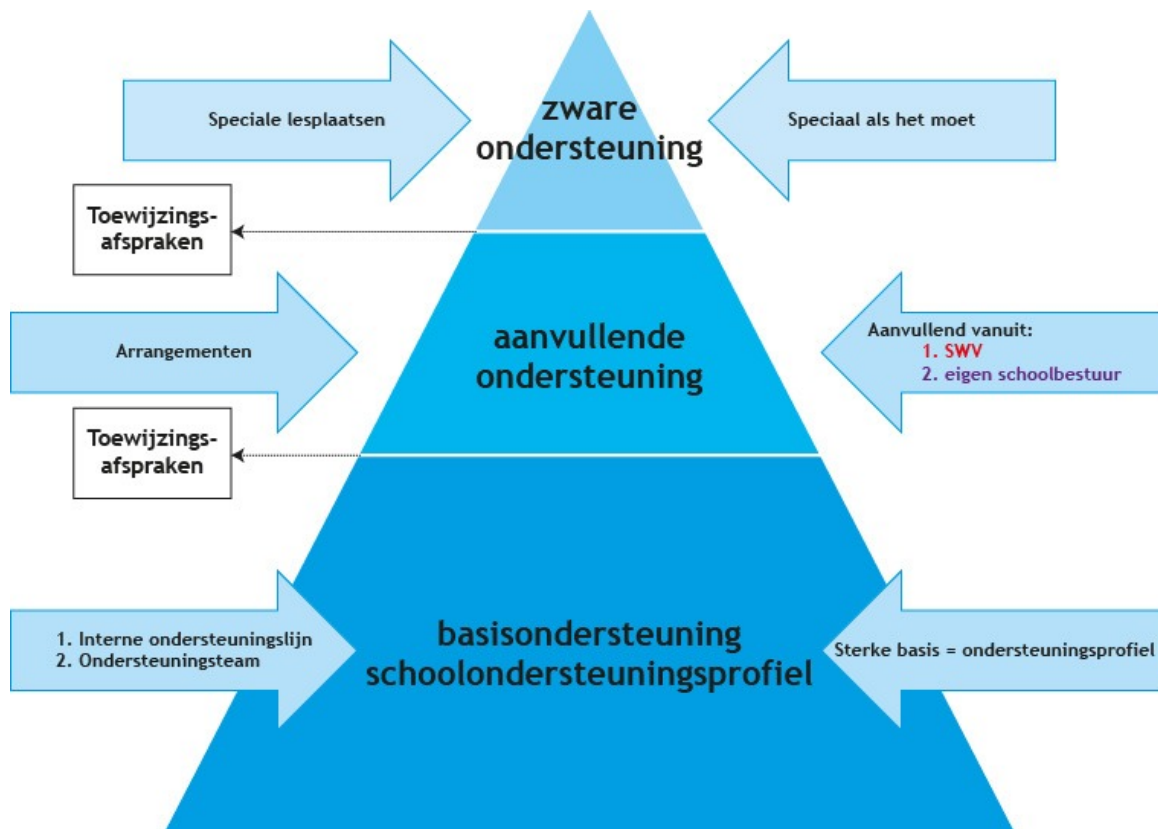 Speciale lesplaatsen
zware
ondersteuning
Speciaal als het moet
Toewijzings-
afspraken
Arrangementen
aanvullende
ondersteuning
Aanvullend vanuit:
1. SWV
2. eigen schoolbestuur
Toewijzings-
afspraken
1. Interne ondersteuningslijn
2. Ondersteuningsteam
basisondersteuning
schoolondersteuningsprofiel
Sterke basis = ondersteuningsprofiel